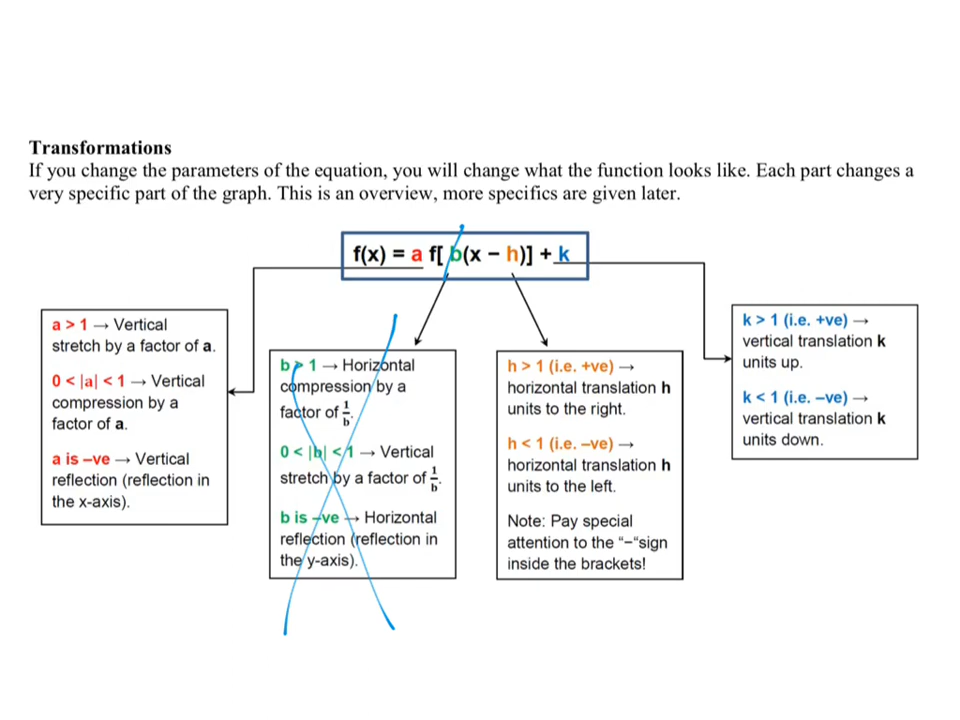 Transformations
If you change the parameters of the equation, you will change what the function looks like. Each part changes a
very specific part of the graph. This is an overview, more specifics are given later.
f(x) = a f[ b(x – h)] + k
a > 1 → Vertical
stretch by a factor of a.
0 < |a| < 1 → Vertical
compression by a
factor of a.
a is –ve → Vertical
reflection (reflection in
the x-axis).
b > 1 → Horizontal
compression by a
factor of 1/b.
0 < |b| < 1 → Vertical
stretch by a factor of 1/b.
b is –ve → Horizontal
reflection (reflection in
the y-axis).
h > 1 (i.e. +ve) →
horizontal translation h
units to the right.
h < 1 (i.e. –ve) →
horizontal translation h
units to the left.
Note: Pay special
attention to the “–“sign
inside the brackets!
k > 1 (i.e. +ve) →
vertical translation k
units up.
k < 1 (i.e. –ve) →
vertical translation k
units down.